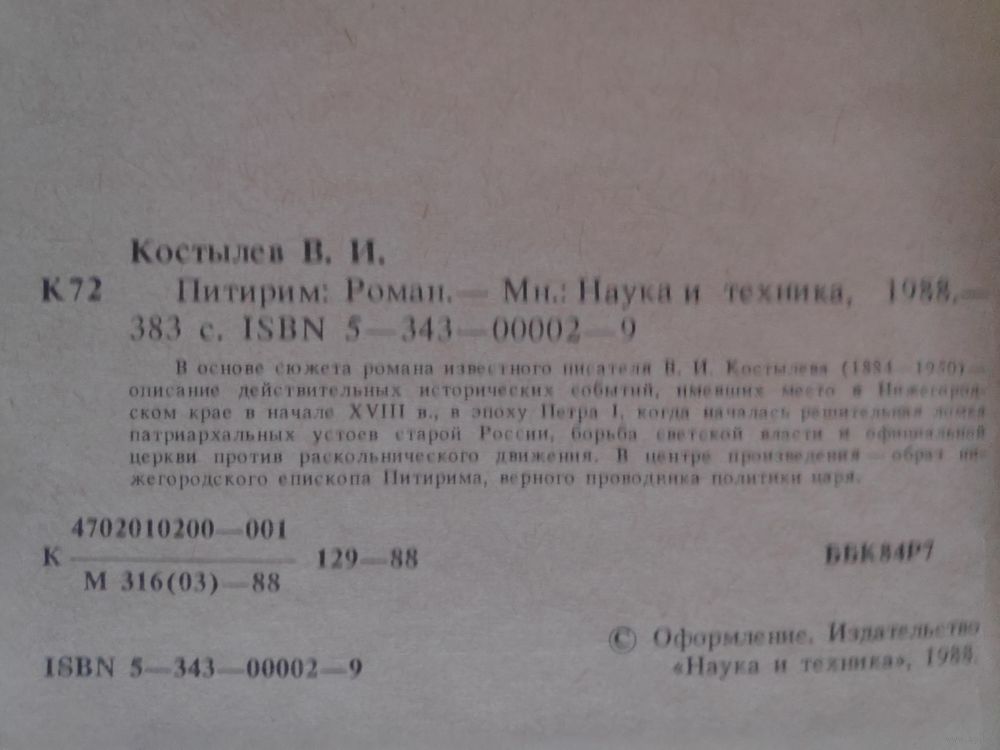 Костылев В. И.
К 72 Питирим: Роман.— Мн.: Наука и техника, 1988.—
383 с. ISBN 5—343—00002—9
В основе сюжета романа известного писателя В. И. Костылева (1884—1950) —
описание действительных исторических событий, имевших место в Нижегород-
ском крае в начале XVIII в., в эпоху Петра I, когда началась решительная ломка
патриархальных устоев старой России, борьба светской власти и официальной
церкви против раскольнического движения. В центре произведения — образ ни-
жегородского епископа Питирима, верного проводника политики царя.
4702010200—001
К 129—88 ББК84Р7
М 316(03)—88
© Оформление. Издательство
ISBN 5—343—00002—9 «Наука и техника», 1988.